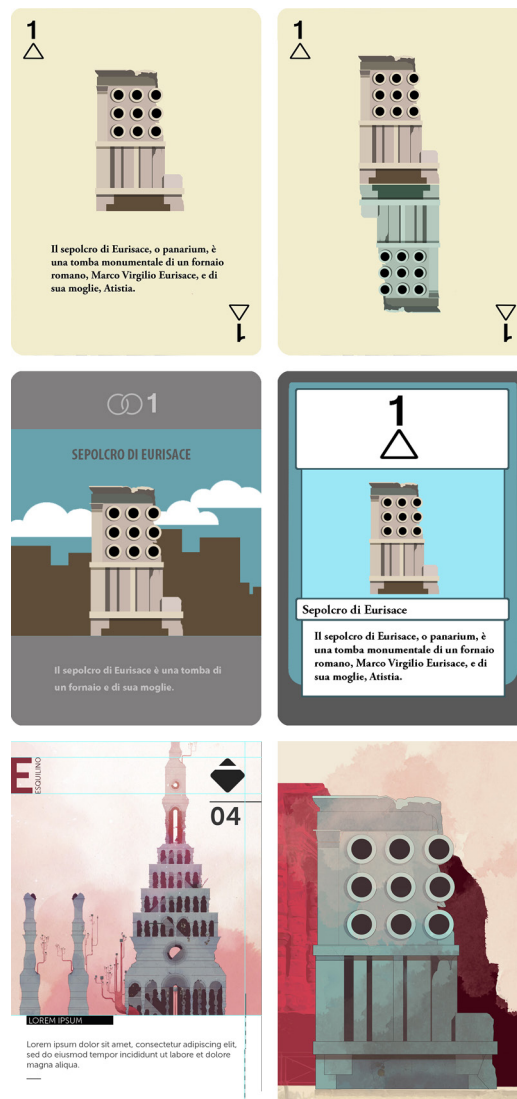 1
Il sepolcro di Eurisace, o panarium, è
una tomba monumentale di un fornaio
romano, Marco Virgilio Eurisace, e di
sua moglie, Atistia.
1
1
1
1
SEPOLCRO DI EURISACE
Il sepolcro di Eurisace è una tomba di
un fornaio e di sua moglie.
1
Sepolcro di Eurisace
Il sepolcro di Eurisace, o panarium, è
una tomba monumentale di un fornaio
romano, Marco Virgilio Eurisace, e di
sua moglie, Atistia.
E
ESQUILINO
04
LOREM IPSUM
Lorem ipsum dolor sit amet, consectetur adipiscing elit,
sed do eiusmod tempor incididunt ut labore et dolore
magna aliqua.